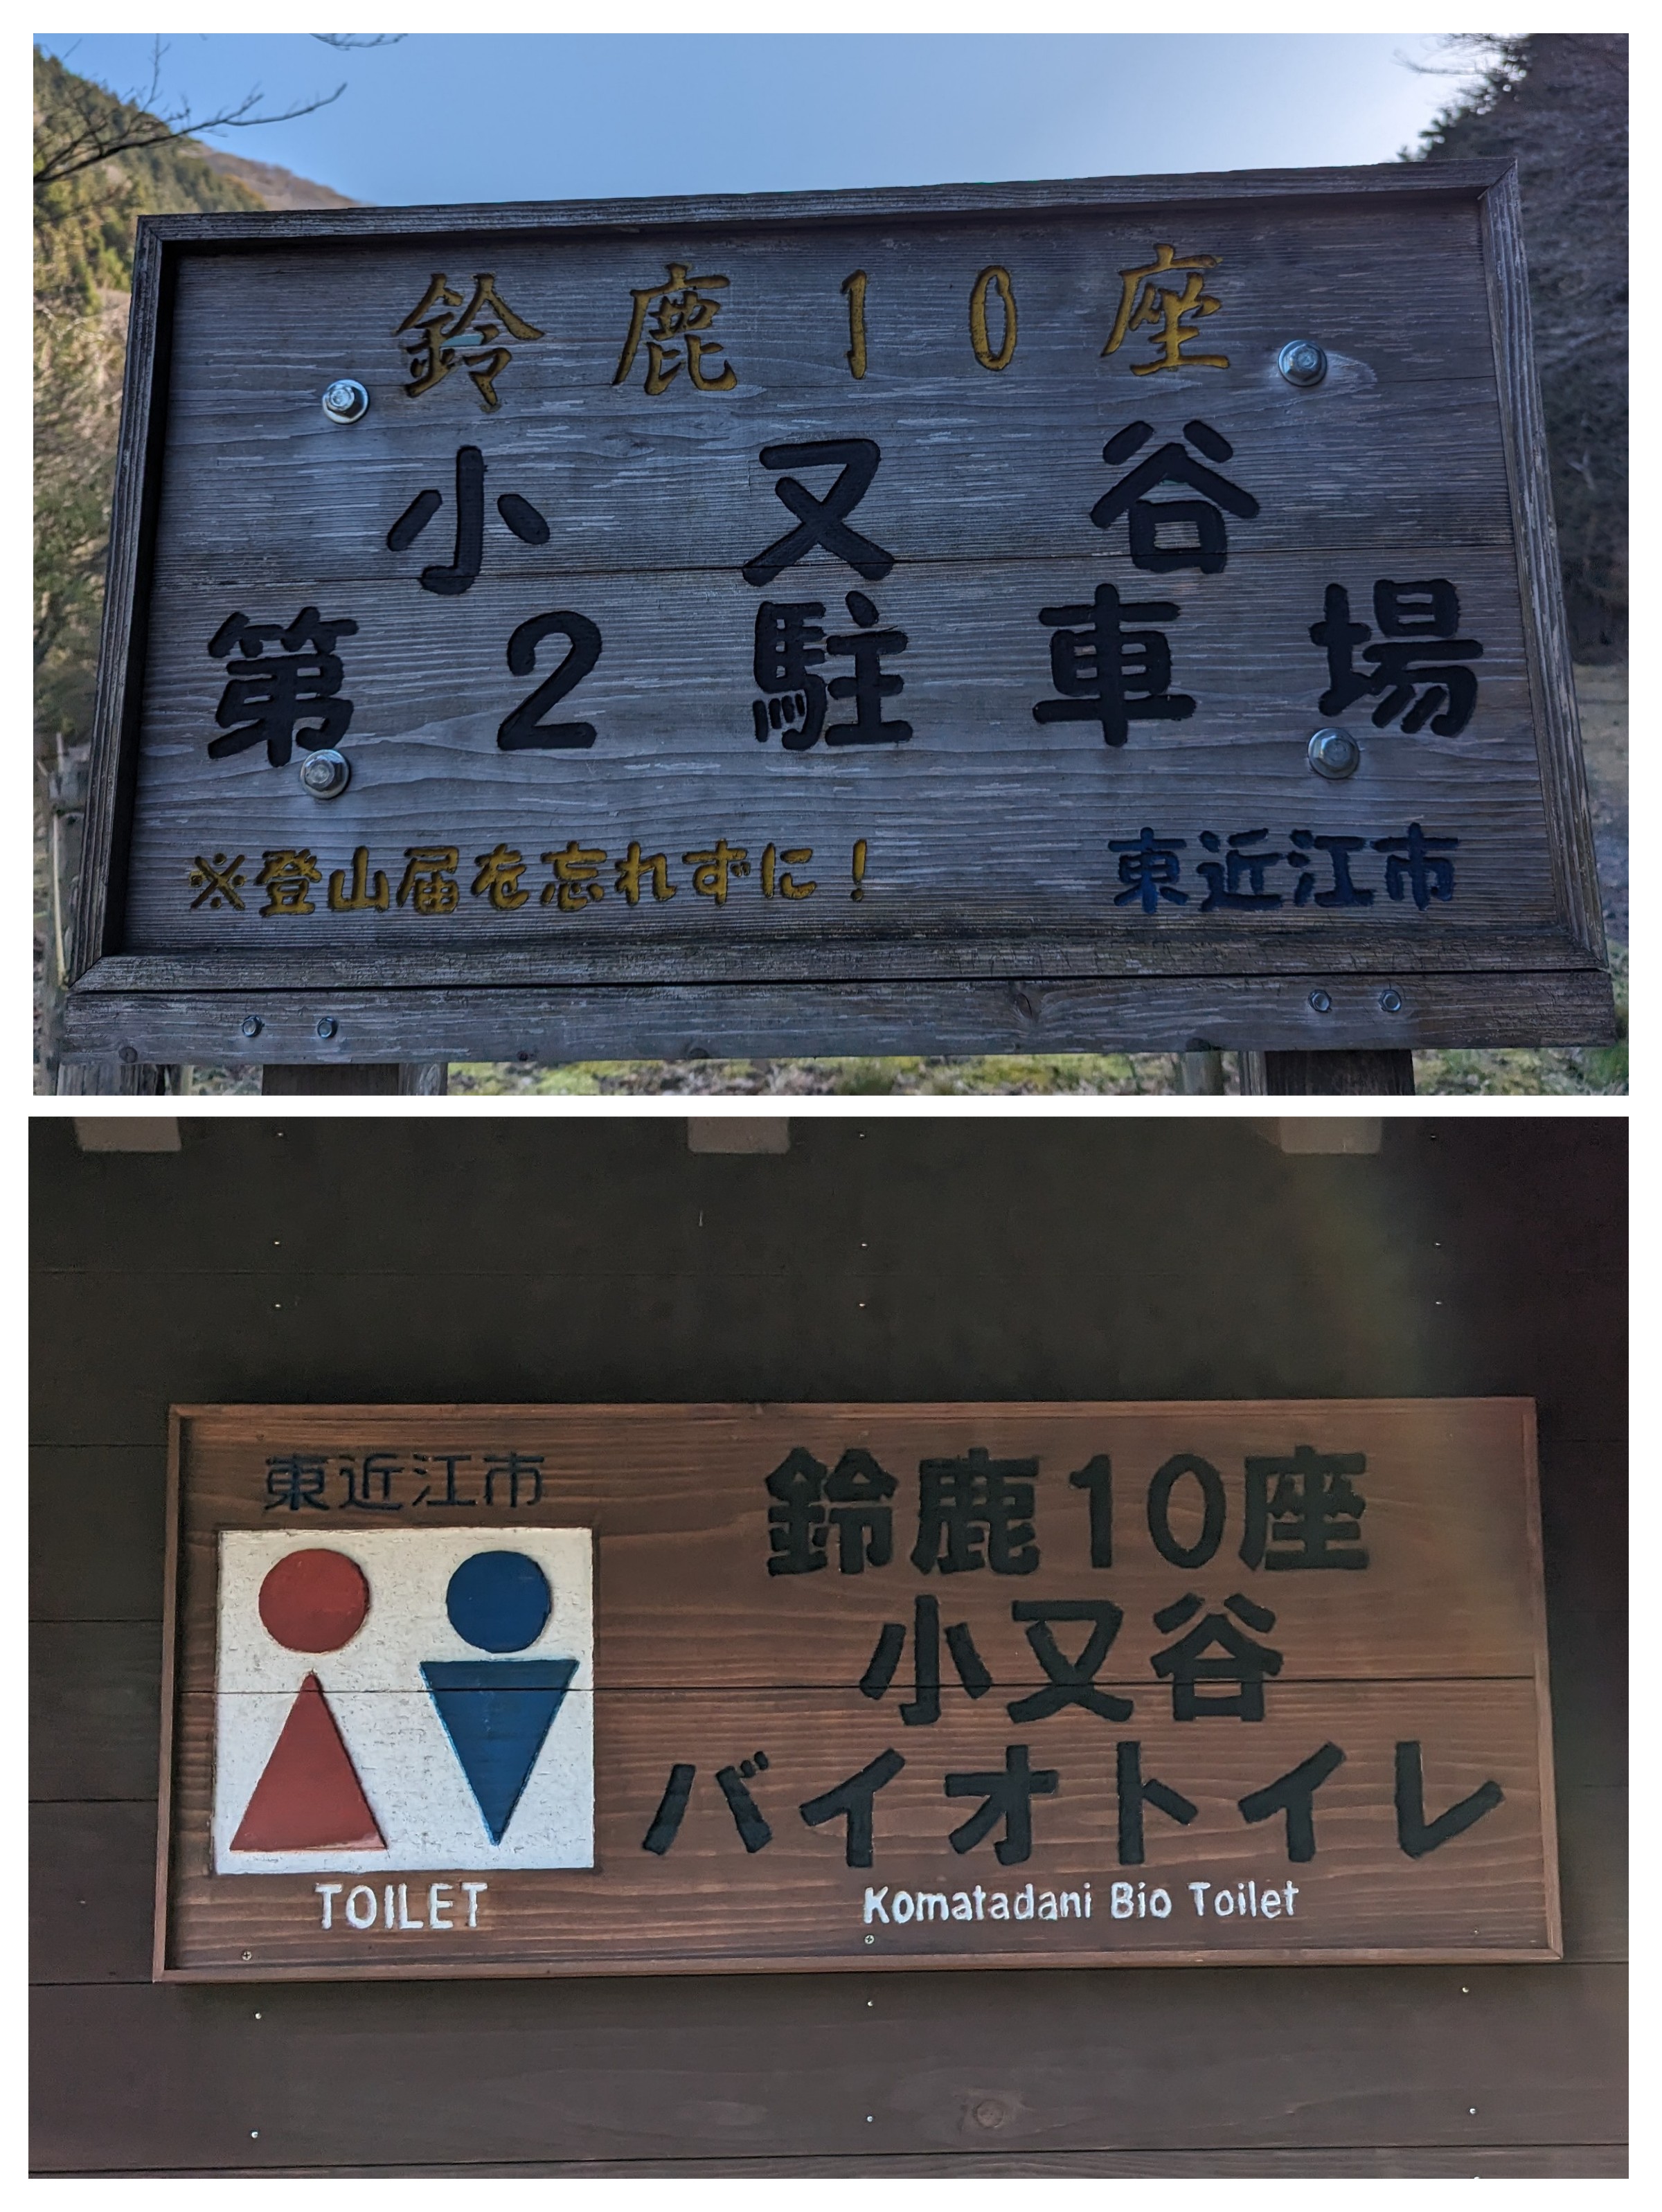 鈴鹿10座
小又谷
第2駐車場
※登山届を忘れずに！
東近江市
東近江市
TOILET
鈴鹿10座
小又谷
バイオトイレ
Komatadani Bio Toilet